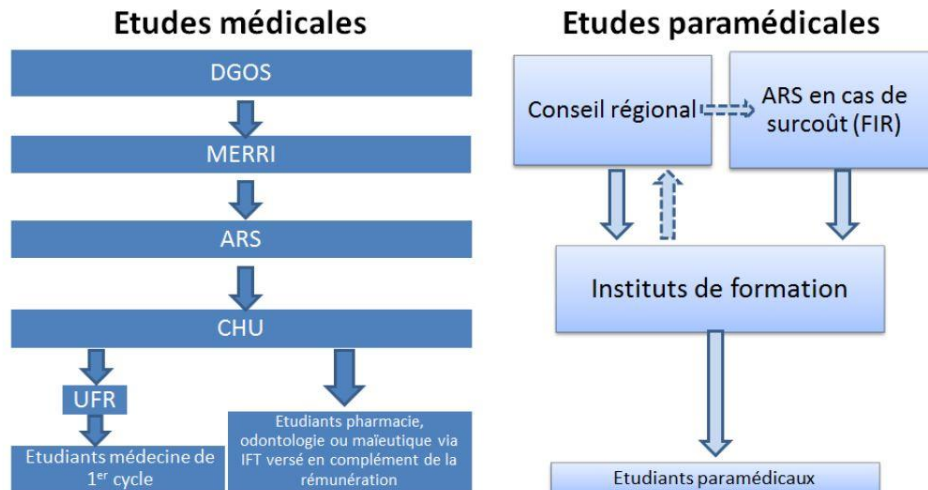 Etudes médicales
DGOS
MERRI
ARS
CHU
UFR
Etudiants médecine de
1er cycle
Etudiants pharmacie,
odontologie ou maïeutique via
IFT versé en complément de la
rémunération
Etudes paramédicales
Conseil régional
ARS en cas de
surcoût (FIR)
Instituts de formation
Etudiants paramédicaux